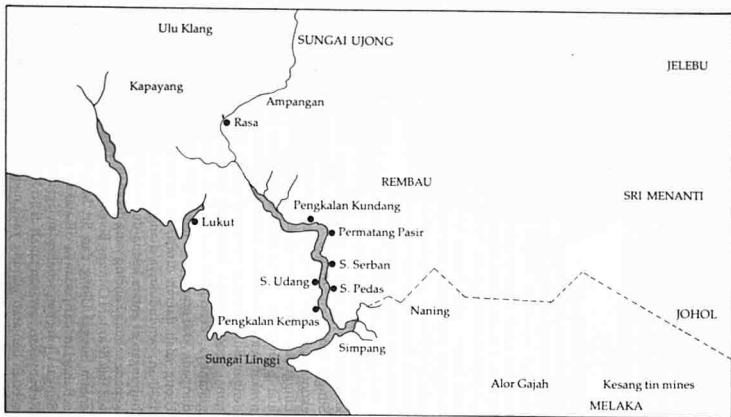 Ulu Klang
SUNGAI UJONG
JELEBU
Kapayang
Ampangan
Rasa
REMBAU
SRI MENANTI
Pengkalan Kundang
Lukut
Permatang Pasir
S. Serban
S. Udang
S. Pedas
Naning
JOHOL
Pengkalan Kempas
Simpang
Sungai Linggi
Alor Gajah
Kesang tin mines
MELAKA